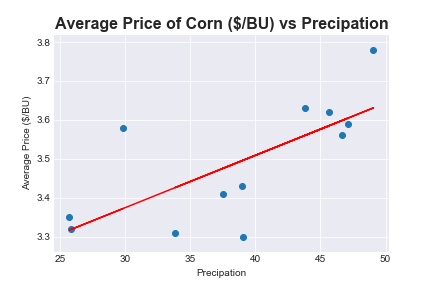 Average Price of Corn ($/BU) vs Precipation
3.8
3.7
3.6
3.5
3.4
3.3
Average Price ($/BU)
25 30 35 40 45 50
Precipation